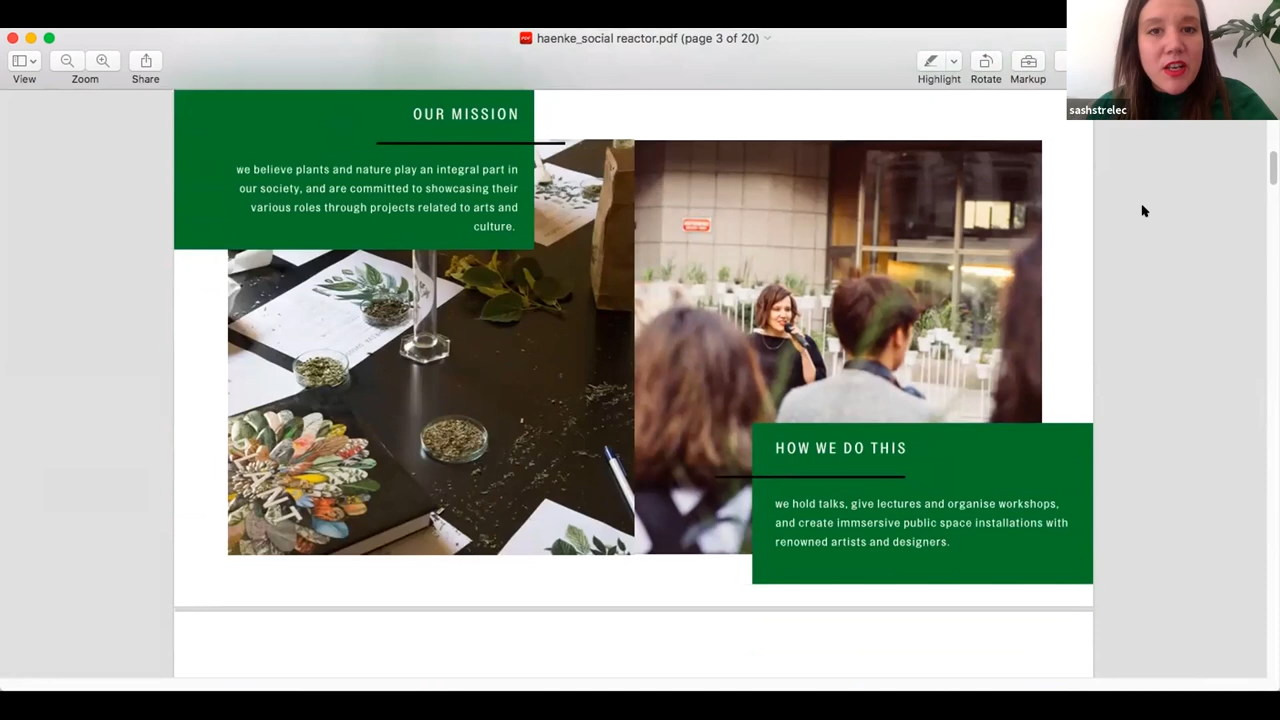 haenke_social reactor.pdf (page 3 of 20)
View
Zoom
Share
Highlight
Rotate
Markup
sashstrelec
OUR MISSION
we believe plants and nature play an integral part in
our society, and are committed to showcasing their
various roles through projects related to arts and
culture.
HOW WE DO THIS
we hold talks, give lectures and organise workshops,
and create immsersive public space installations with
renowned artists and designers.